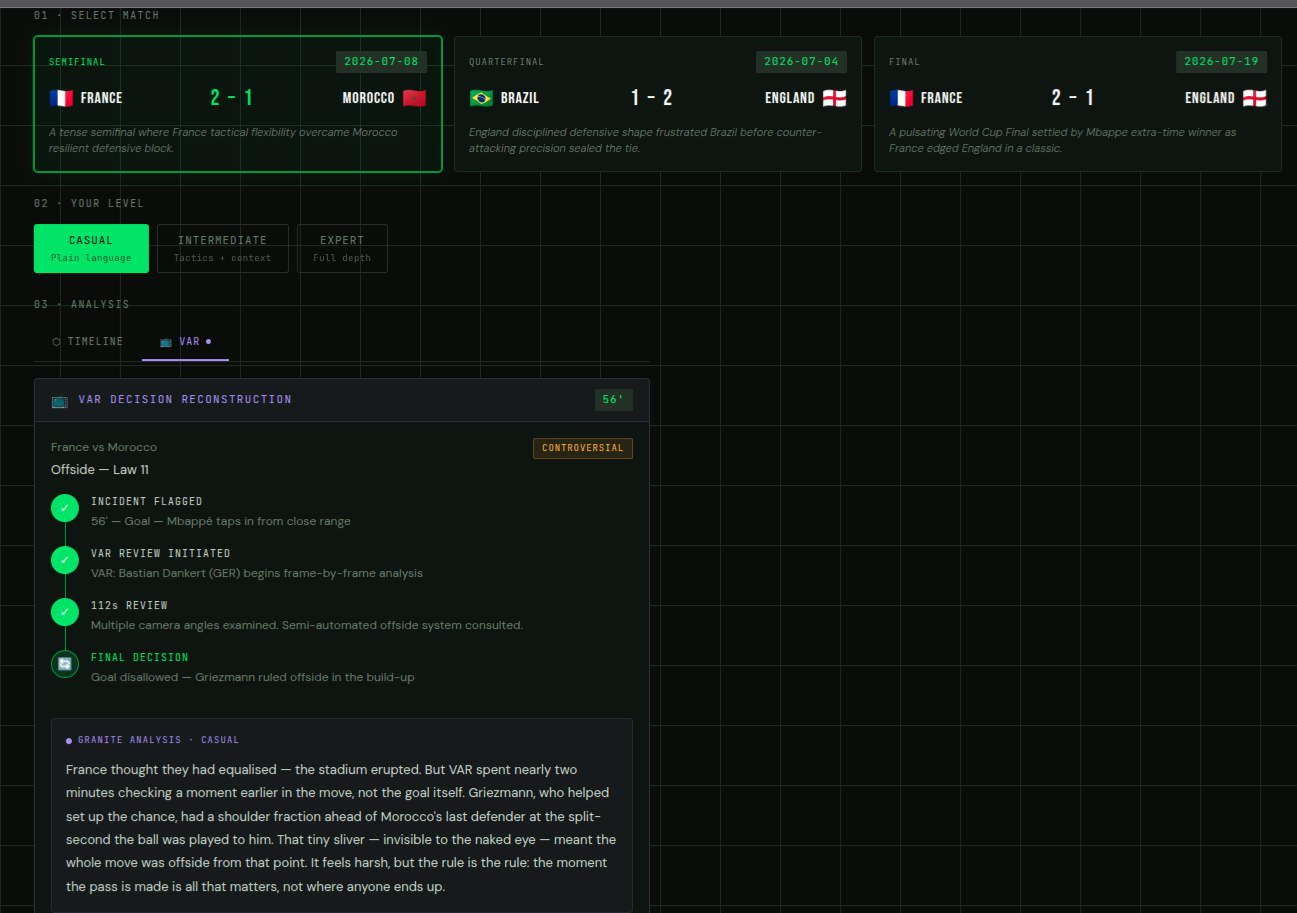 01 · SELECT MATCH
SEMIFINAL
2026-07-08
FRANCE
2 - 1
MOROCCO
A tense semifinal where France tactical flexibility overcame Morocco
resilient defensive block.
QUARTERFINAL
2026-07-04
BRAZIL
1 - 2
ENGLAND
England disciplined defensive shape frustrated Brazil before counter-
attacking precision sealed the tie.
FINAL
2026-07-19
FRANCE
2 - 1
ENGLAND
A pulsating World Cup Final settled by Mbappe extra-time winner as
France edged England in a classic.
02 · YOUR LEVEL
CASUAL
Plain language
INTERMEDIATE
Tactics + context
EXPERT
Full depth
03 · ANALYSIS
TIMELINE
VAR
VAR DECISION RECONSTRUCTION
56'
France vs Morocco
CONTROVERSIAL
Offside — Law 11
INCIDENT FLAGGED
56' — Goal — Mbappé taps in from close range
VAR REVIEW INITIATED
VAR: Bastian Dankert (GER) begins frame-by-frame analysis
112s REVIEW
Multiple camera angles examined. Semi-automated offside system consulted.
FINAL DECISION
Goal disallowed — Griezmann ruled offside in the build-up
GRANITE ANALYSIS · CASUAL
France thought they had equalised — the stadium erupted. But VAR spent nearly two
minutes checking a moment earlier in the move, not the goal itself. Griezmann, who helped
set up the chance, had a shoulder fraction ahead of Morocco's last defender at the split-
second the ball was played to him. That tiny sliver — invisible to the naked eye — meant the
whole move was offside from that point. It feels harsh, but the rule is the rule: the moment
the pass is made is all that matters, not where anyone ends up.